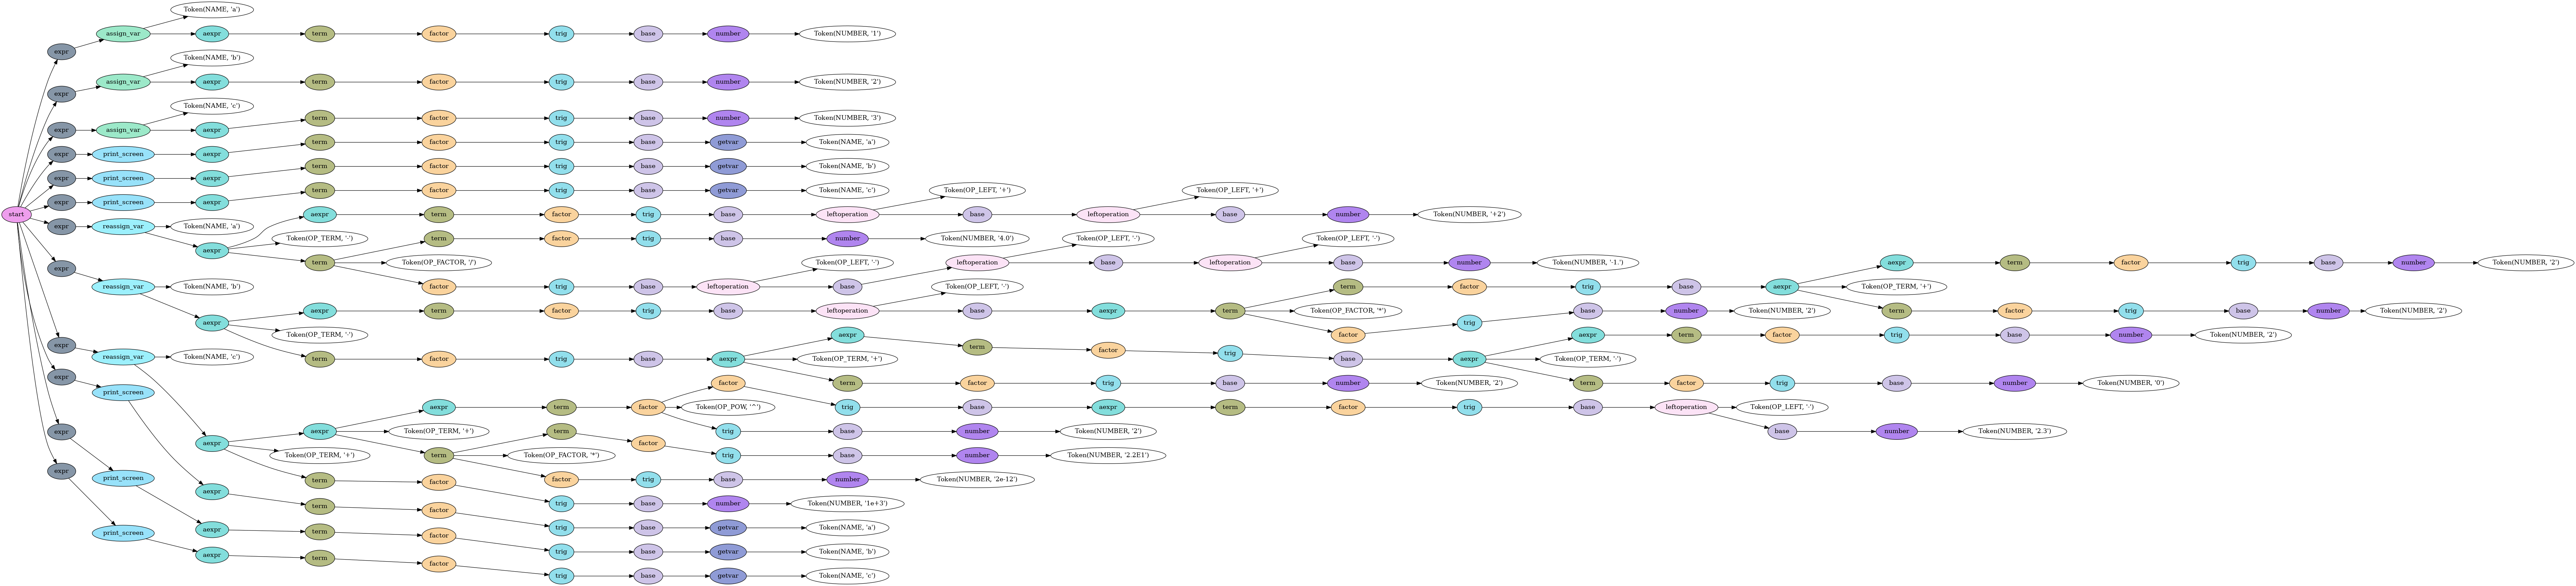 Token(NAME, 'a')
assign_var aexpr term factor trig base number Token(NUMBER, '1')
expr
Token(NAME, 'b')
assign_var aexpr term factor trig base number Token(NUMBER, '2')
expr
Token(NAME, 'c')
term factor trig base number Token(NUMBER, '3')
expr assign_var aexpr
term factor trig base getvar Token(NAME, 'a')
expr print_screen aexpr
term factor trig base getvar Token(NAME, 'b')
expr print_screen aexpr
term factor trig base getvar Token(NAME, 'c') Token(OP_LEFT, '+') Token(OP_LEFT, '+')
expr print_screen aexpr
start aexpr term factor trig base leftoperation base leftoperation base number Token(NUMBER, '+2')
expr reassign_var Token(NAME, 'a')
Token(OP_TERM, '-') term factor trig base number Token(NUMBER, '4.0') Token(OP_LEFT, '-') Token(OP_LEFT, '-')
aexpr
term Token(OP_FACTOR, '/') Token(OP_LEFT, '-') leftoperation base leftoperation base number Token(NUMBER, '-1.') aexpr term factor trig base number Token(NUMBER, '2')
expr
reassign_var Token(NAME, 'b') factor trig base leftoperation base Token(OP_LEFT, '-') term factor trig base aexpr Token(OP_TERM, '+')
aexpr term factor trig base leftoperation base aexpr term Token(OP_FACTOR, '*') base number Token(NUMBER, '2') term factor trig base number Token(NUMBER, '2')
aexpr trig
Token(OP_TERM, '-') aexpr factor aexpr term factor trig base number Token(NUMBER, '2')
expr term factor trig
reassign_var Token(NAME, 'c') term factor trig base aexpr Token(OP_TERM, '+') base aexpr Token(OP_TERM, '-')
expr
factor term factor trig base number Token(NUMBER, '2') term factor trig base number Token(NUMBER, '0')
print_screen
aexpr term factor Token(OP_POW, '^') trig base aexpr term factor trig base leftoperation Token(OP_LEFT, '-')
expr aexpr Token(OP_TERM, '+') term trig base number Token(NUMBER, '2') base number Token(NUMBER, '2.3')
aexpr factor
Token(OP_TERM, '+') term Token(OP_FACTOR, '*') trig base number Token(NUMBER, '2.2E1')
expr
print_screen term factor factor trig base number Token(NUMBER, '2e-12')
aexpr
term trig base number Token(NUMBER, '1e+3')
factor
print_screen aexpr term trig base getvar Token(NAME, 'a')
factor
aexpr term trig base getvar Token(NAME, 'b')
factor
trig base getvar Token(NAME, 'c')